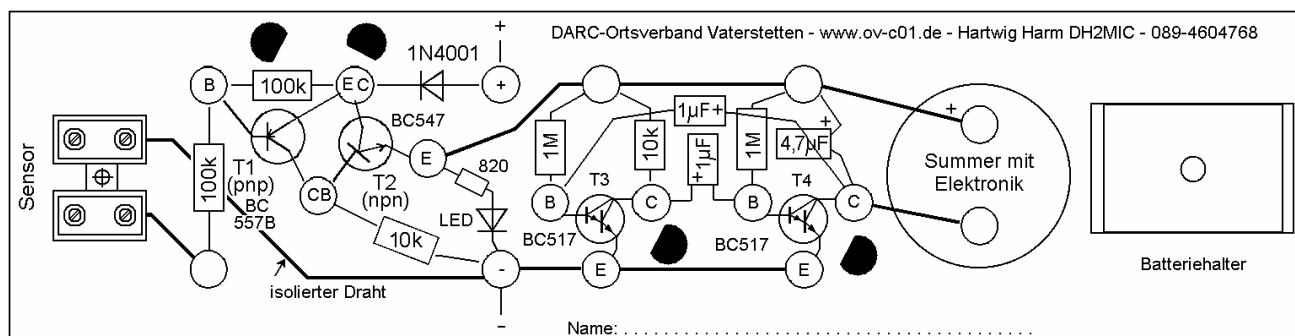 DARC-Ortsverband Vaterstetten - www.ov-c01.de - Hartwig Harm DH2MIC - 089-4604768
Sensor
B
100k
100k
T1
(pnp)
BC
557B
isolierter Draht
E C
1N4001
+
+
BC547
T2
(npn)
CB
10k
E
820
LED
-
–
1M
10k
1µF+
+1µF
1M
+
4,7µF
B
T3
C
BC517
E
B
T4
C
BC517
E
+
Summer mit
Elektronik
Batteriehalter
Name: . . . . . . . . . . . . . . . . . . . . . . . . . . . . . . . . . . . . . . . .